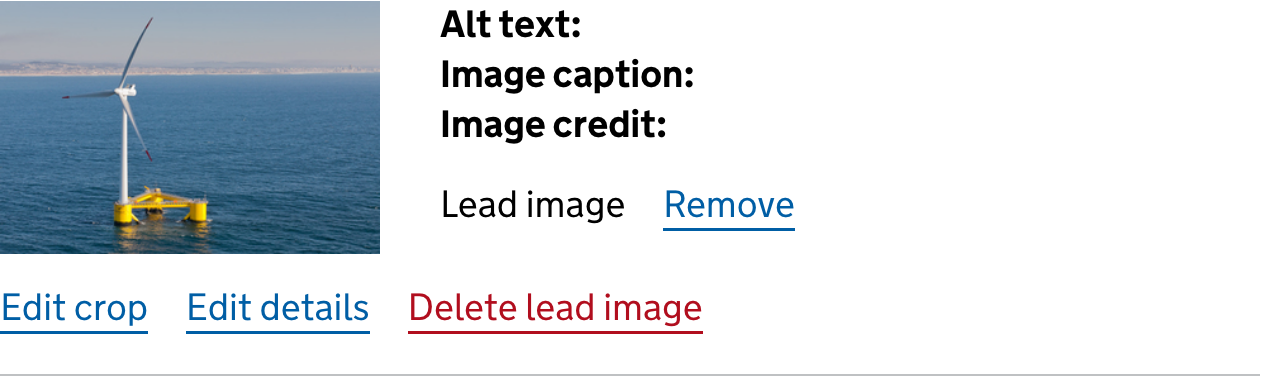 Alt text:
Image caption:
Image credit:
Lead image Remove
Edit crop Edit details Delete lead image